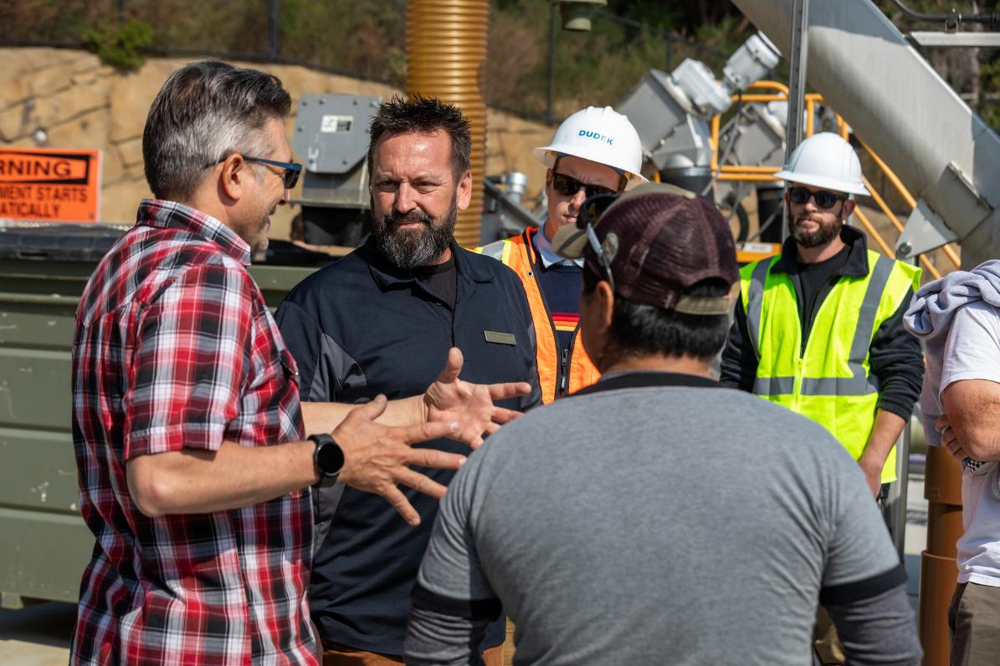 DUDEK
RNING
MENT STARTS
ATICALLY